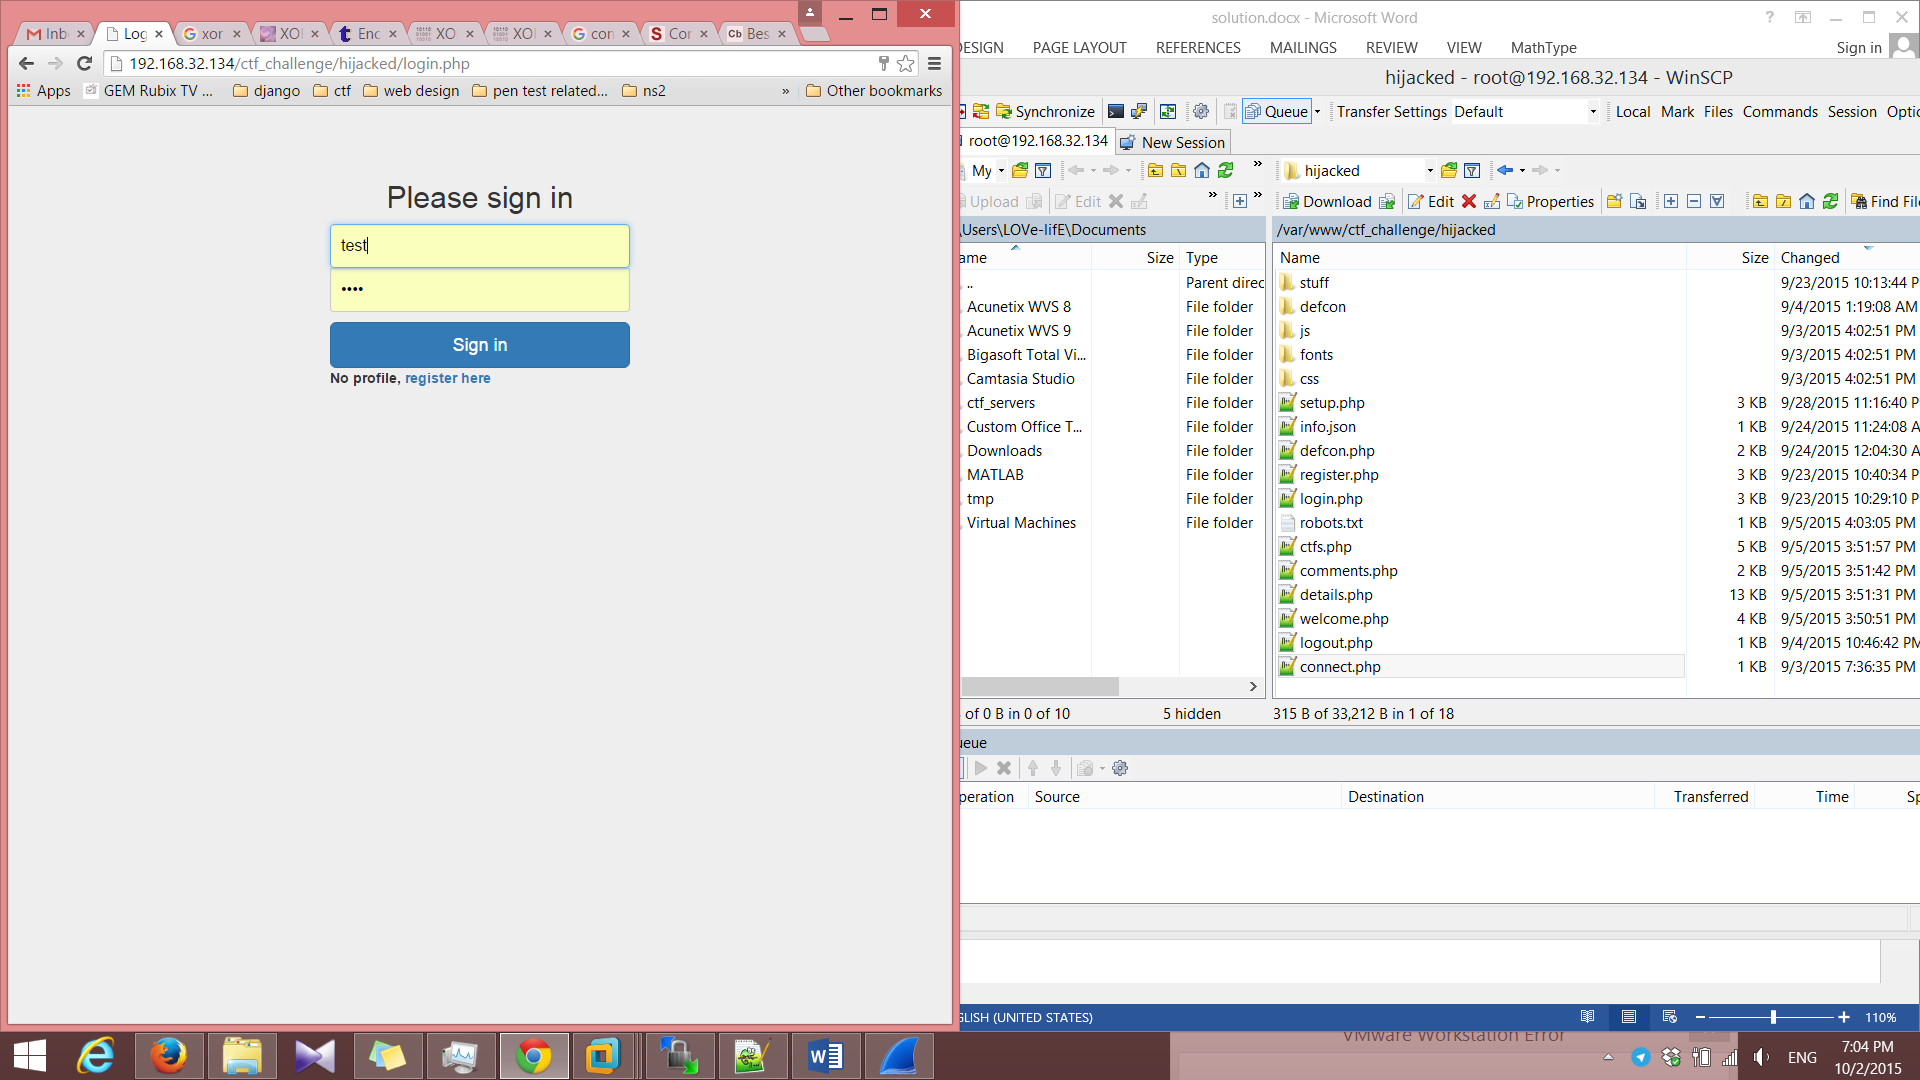 Inb
Log
xor
XOI
Enc
XO
XOI
con
Cor
Bes
192.168.32.134/ctf_challenge/hijacked/login.php
Apps
GEM Rubix TV ...
django
ctf
web design
pen test related...
ns2
»
Other bookmarks
Please sign in
test
••••
Sign in
No profile, register here
solution.docx - Microsoft Word
DESIGN
PAGE LAYOUT
REFERENCES
MAILINGS
REVIEW
VIEW
MathType
Sign in
hijacked - root@192.168.32.134 - WinSCP
Synchronize
Queue
Transfer Settings Default
Local Mark Files Commands Session Optio
root@192.168.32.134
New Session
My
hijacked
Upload
Edit
Download
Edit
Properties
Find File
\Users\LOVe-lifE\Documents
/var/www/ctf_challenge/hijacked
ame Size Type
.. Parent direc
Acunetix WVS 8 File folder
Acunetix WVS 9 File folder
Bigasoft Total Vi... File folder
Camtasia Studio File folder
ctf_servers File folder
Custom Office T... File folder
Downloads File folder
MATLAB File folder
tmp File folder
Virtual Machines File folder
Name Size Changed
stuff 9/23/2015 10:13:44 P
defcon 9/4/2015 1:19:08 AM
js 9/3/2015 4:02:51 PM
fonts 9/3/2015 4:02:51 PM
css 9/3/2015 4:02:51 PM
setup.php 3 KB 9/28/2015 11:16:40 P
info.json 1 KB 9/24/2015 11:24:08 A
defcon.php 2 KB 9/24/2015 12:04:30 A
register.php 3 KB 9/23/2015 10:40:34 P
login.php 3 KB 9/23/2015 10:29:10 P
robots.txt 1 KB 9/5/2015 4:03:05 PM
ctfs.php 5 KB 9/5/2015 3:51:57 PM
comments.php 2 KB 9/5/2015 3:51:42 PM
details.php 13 KB 9/5/2015 3:51:31 PM
welcome.php 4 KB 9/5/2015 3:50:51 PM
logout.php 1 KB 9/4/2015 10:46:42 PM
connect.php 1 KB 9/3/2015 7:36:35 PM
of 0 B in 0 of 10
5 hidden
315 B of 33,212 B in 1 of 18
ueue
peration Source Destination Transferred Time Sp
GLISH (UNITED STATES)
110%
VMware Workstation Error
ENG
7:04 PM
10/2/2015